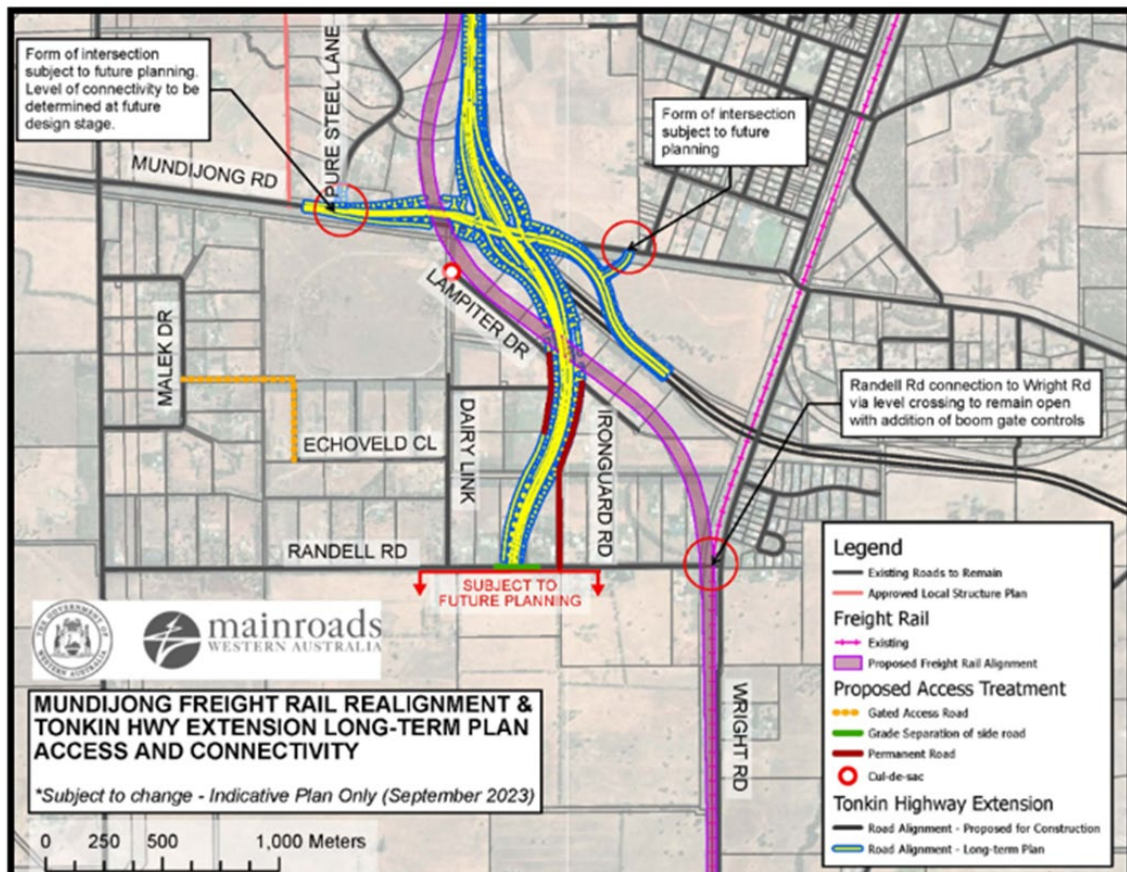 Form of intersection
subject to future planning.
Level of connectivity to be
determined at future
design stage.
PURE STEEL LANE
Form of intersection
subject to future
planning
MUNDIJONG RD
LAMPITER DR
MALEK DR
Randell Rd connection to Wright Rd
via level crossing to remain open
with addition of boom gate controls
ECHOVELD CL
DAIRY LINK
IRONGUARD RD
RANDELL RD
SUBJECT TO
FUTURE PLANNING
WRIGHT RD
THE GOVERNMENT OF
WESTERN AUSTRALIA
mainroads
WESTERN AUSTRALIA
MUNDIJONG FREIGHT RAIL REALIGNMENT &
TONKIN HWY EXTENSION LONG-TERM PLAN
ACCESS AND CONNECTIVITY
*Subject to change - Indicative Plan Only (September 2023)
0 250 500 1,000 Meters
Legend
Existing Roads to Remain
Approved Local Structure Plan
Freight Rail
Existing
Proposed Freight Rail Alignment
Proposed Access Treatment
Gated Access Road
Grade Separation of side road
Permanent Road
Cul-de-sac
Tonkin Highway Extension
Road Alignment - Proposed for Construction
Road Alignment - Long-term Plan